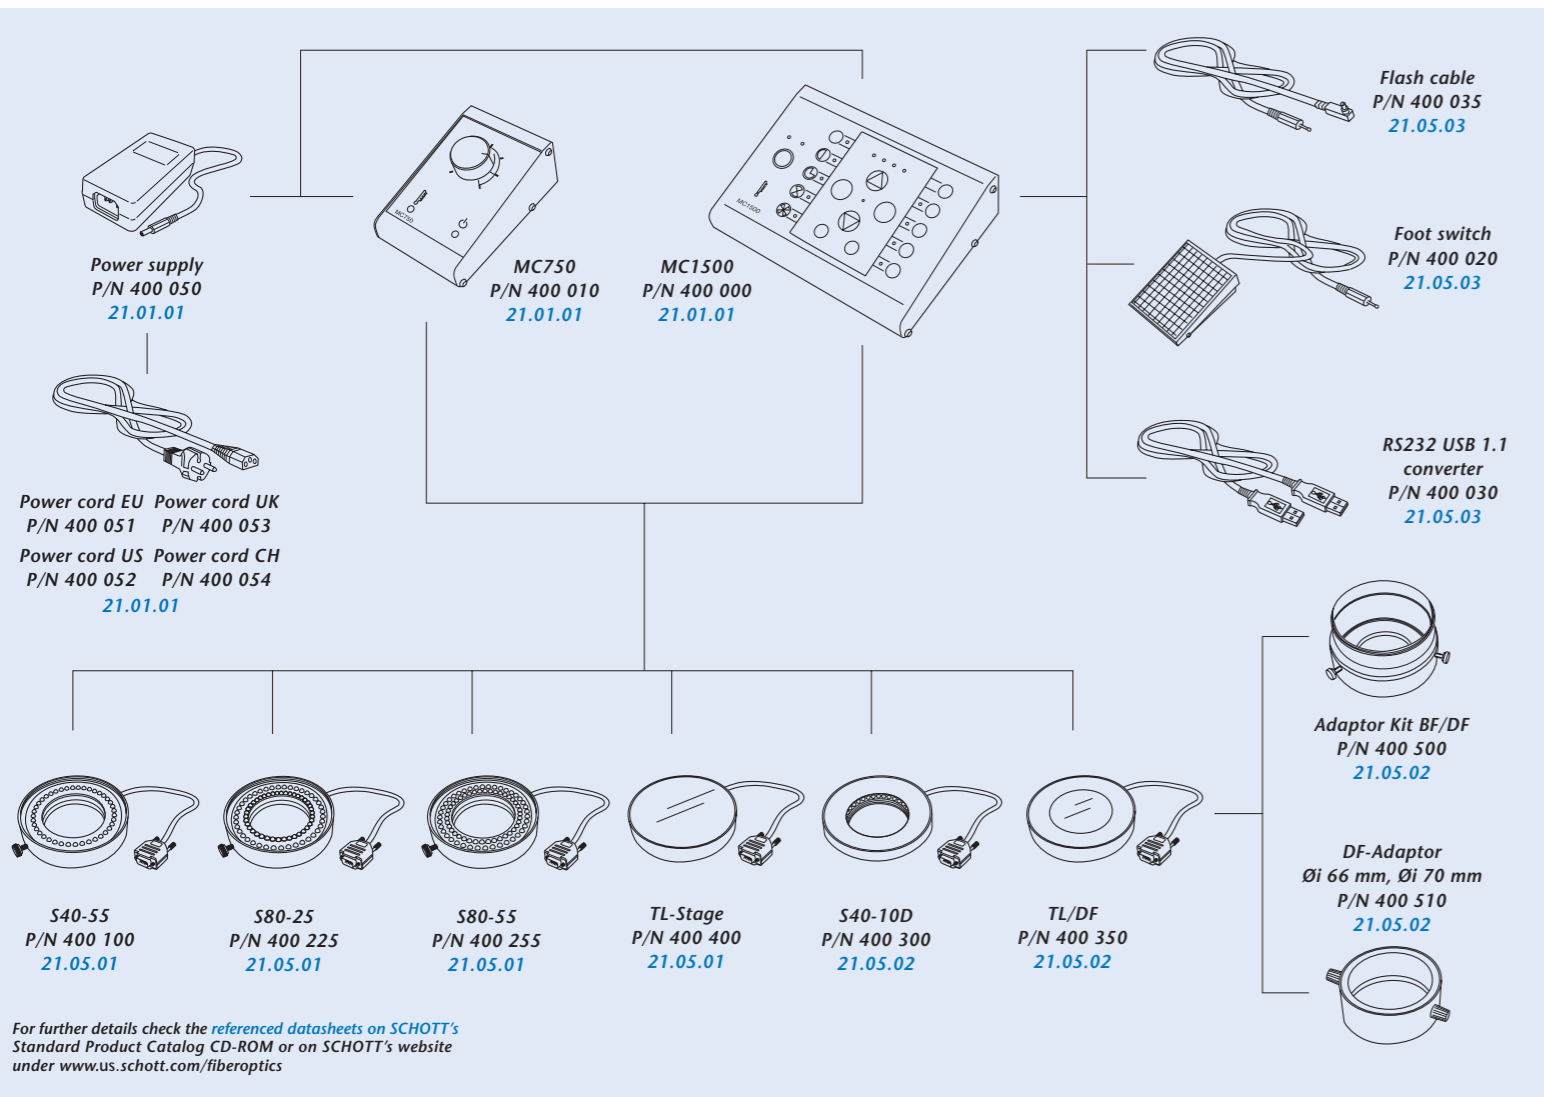 Flash cable
P/N 400 035
21.05.03
MC750
MC1500
Power supply
P/N 400 050
21.01.01
MC750
P/N 400 010
21.01.01
MC1500
P/N 400 000
21.01.01
Foot switch
P/N 400 020
21.05.03
RS232 USB 1.1
converter
P/N 400 030
21.05.03
Power cord EU
P/N 400 051
Power cord UK
P/N 400 053
Power cord US
P/N 400 052
Power cord CH
P/N 400 054
21.01.01
Adaptor Kit BF/DF
P/N 400 500
21.05.02
DF-Adaptor
Øi 66 mm, Øi 70 mm
P/N 400 510
21.05.02
S40-55
P/N 400 100
21.05.01
S80-25
P/N 400 225
21.05.01
S80-55
P/N 400 255
21.05.01
TL-Stage
P/N 400 400
21.05.01
S40-10D
P/N 400 300
21.05.02
TL/DF
P/N 400 350
21.05.02
For further details check the referenced datasheets on SCHOTT’s
Standard Product Catalog CD-ROM or on SCHOTT’s website
under www.us.schott.com/fiberoptics